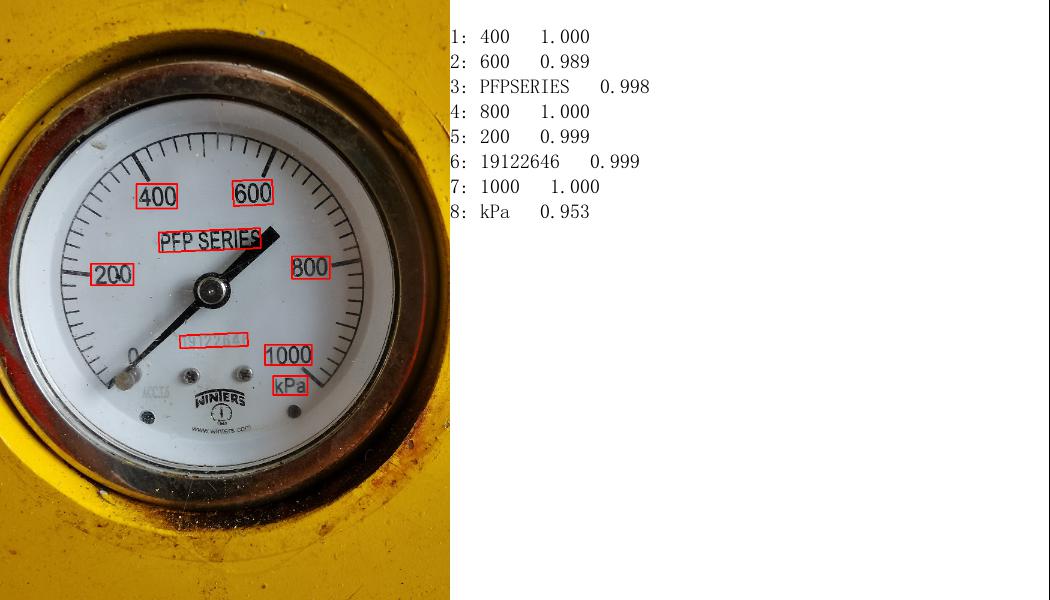 400 600
PFP SERIES
200 800
19122646
0 1000
kPa
ACC1.6
WINTERS
www.winters.com
1: 400 1.000
2: 600 0.989
3: PFPSERIES 0.998
4: 800 1.000
5: 200 0.999
6: 19122646 0.999
7: 1000 1.000
8: kPa 0.953